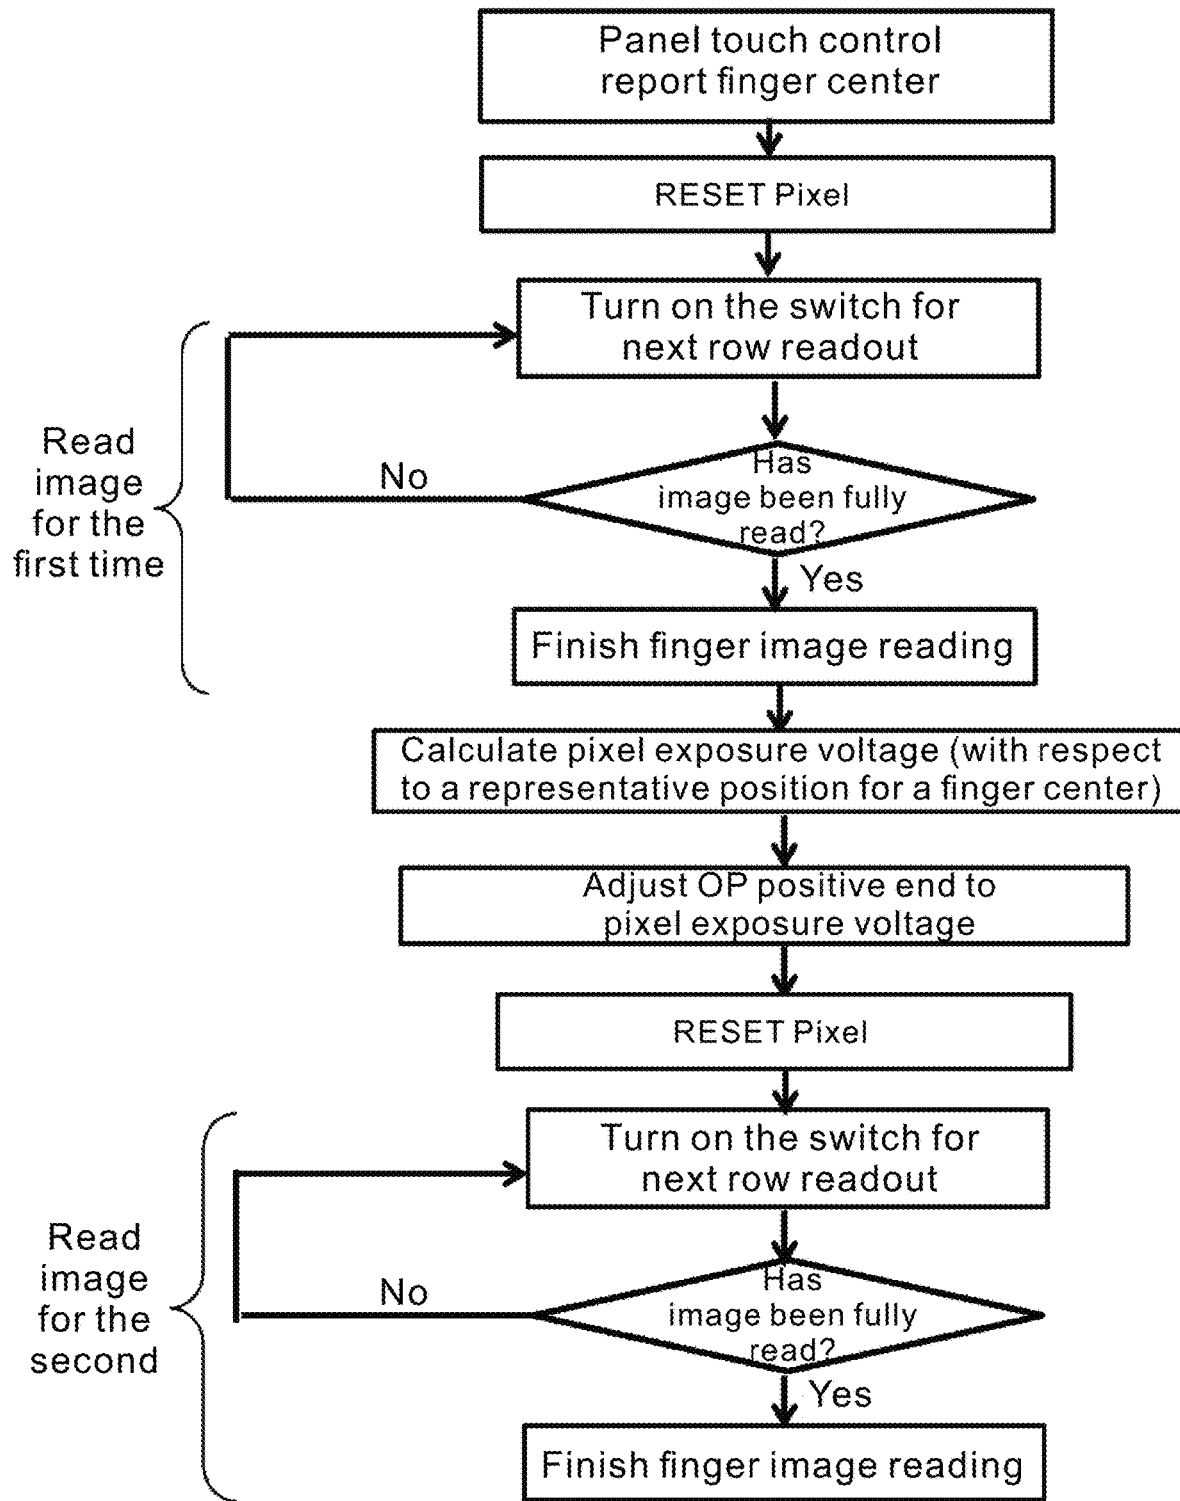 Panel touch control
report finger center
RESET Pixel
Turn on the switch for
next row readout
Read
image
for the
first time
No
Has
image been fully
read?
Yes
Finish finger image reading
Calculate pixel exposure voltage (with respect
to a representative position for a finger center)
Adjust OP positive end to
pixel exposure voltage
RESET Pixel
Turn on the switch for
next row readout
Read
image
for the
second
No
Has
image been fully
read?
Yes
Finish finger image reading